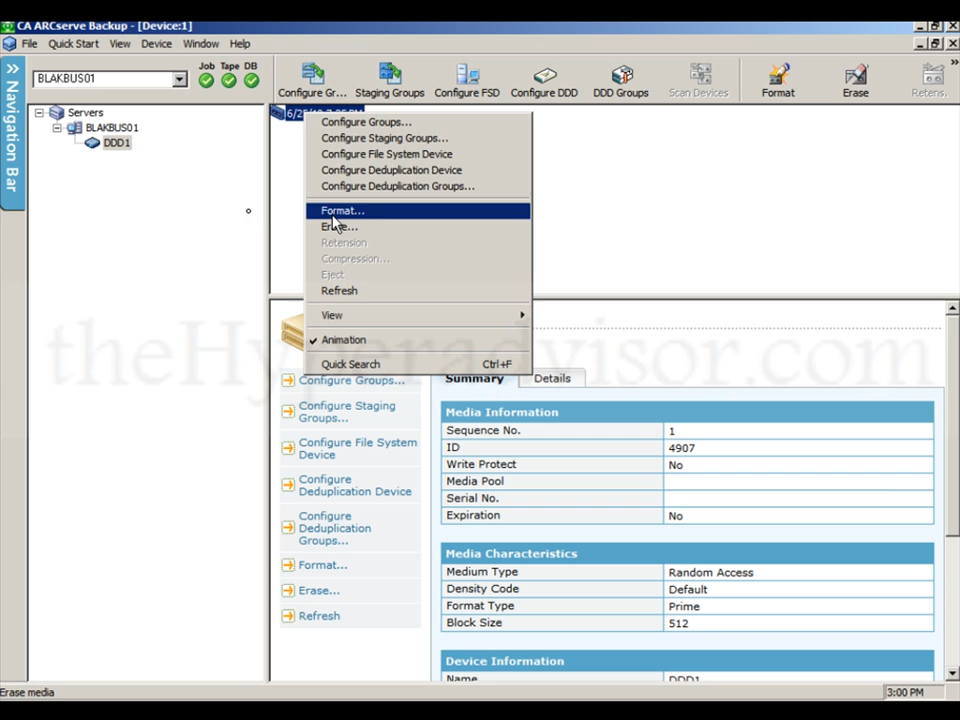 CA ARCserve Backup - [Device:1]
File Quick Start View Device Window Help
BLAKBUS01
Job Tape DB
Configure Gr... Staging Groups Configure FSD Configure DDD DDD Groups Scan Devices Format Erase Retens.
Navigation Bar
Servers
BLAKBUS01
DDD1
Configure Groups...
Configure Staging Groups...
Configure File System Device
Configure Deduplication Device
Configure Deduplication Groups...
Format...
Erase...
Retension
Compression...
Eject
Refresh
View
Animation
Quick Search Ctrl+F
theHyperadvisor.com
Configure Groups...
Configure Staging
Groups...
Configure File System
Device
Configure
Deduplication Device
Configure
Deduplication
Groups...
Format...
Erase...
Refresh
Summary Details
Media Information
Sequence No. 1
ID 4907
Write Protect No
Media Pool
Serial No.
Expiration No
Media Characteristics
Medium Type Random Access
Density Code Default
Format Type Prime
Block Size 512
Device Information
Name DDD1
Erase media
3:00 PM